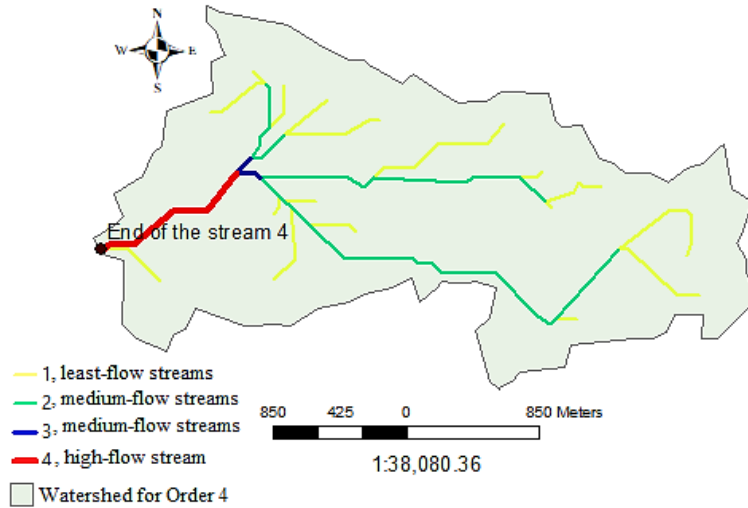 N
W E
S
End of the stream 4
1, least-flow streams
2, medium-flow streams
3, medium-flow streams
4, high-flow stream
Watershed for Order 4
850 425 0 850 Meters
1:38,080.36